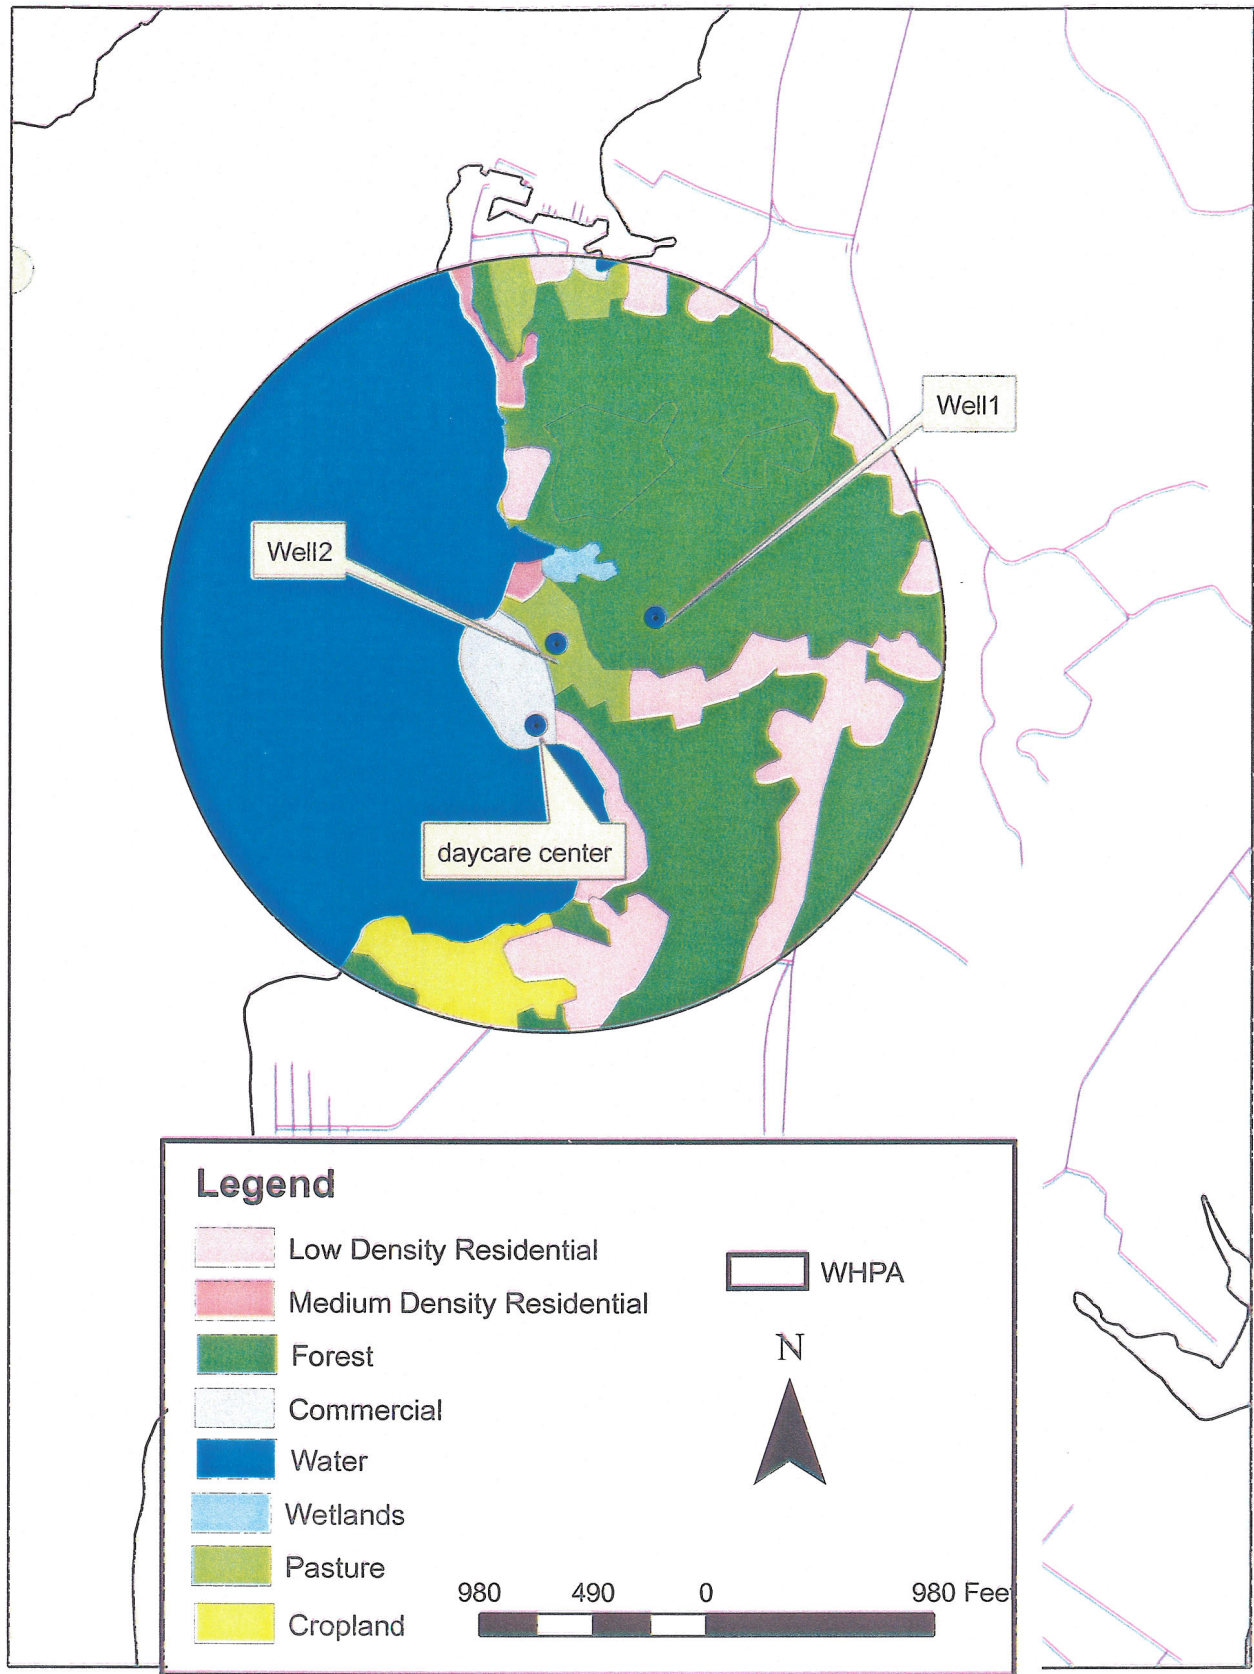 Well1
Well2
daycare center
Legend
Low Density Residential
Medium Density Residential
Forest
Commercial
Water
Wetlands
Pasture
Cropland
WHPA
N
980 490 0 980 Feet